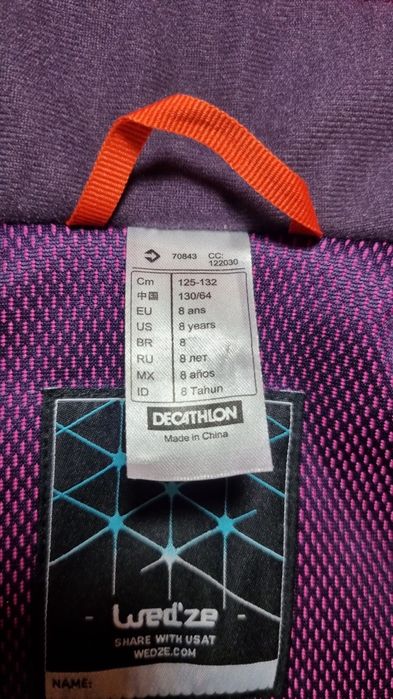 70843 CC:
122030
Cm 125-132
中国 130/64
EU 8 ans
US 8 years
BR 8
RU 8 лет
MX 8 años
ID 8 Tahun
DECATHLON
Made in China
- Wed'ze -
SHARE WITH US AT
WEDZE.COM
NAME: